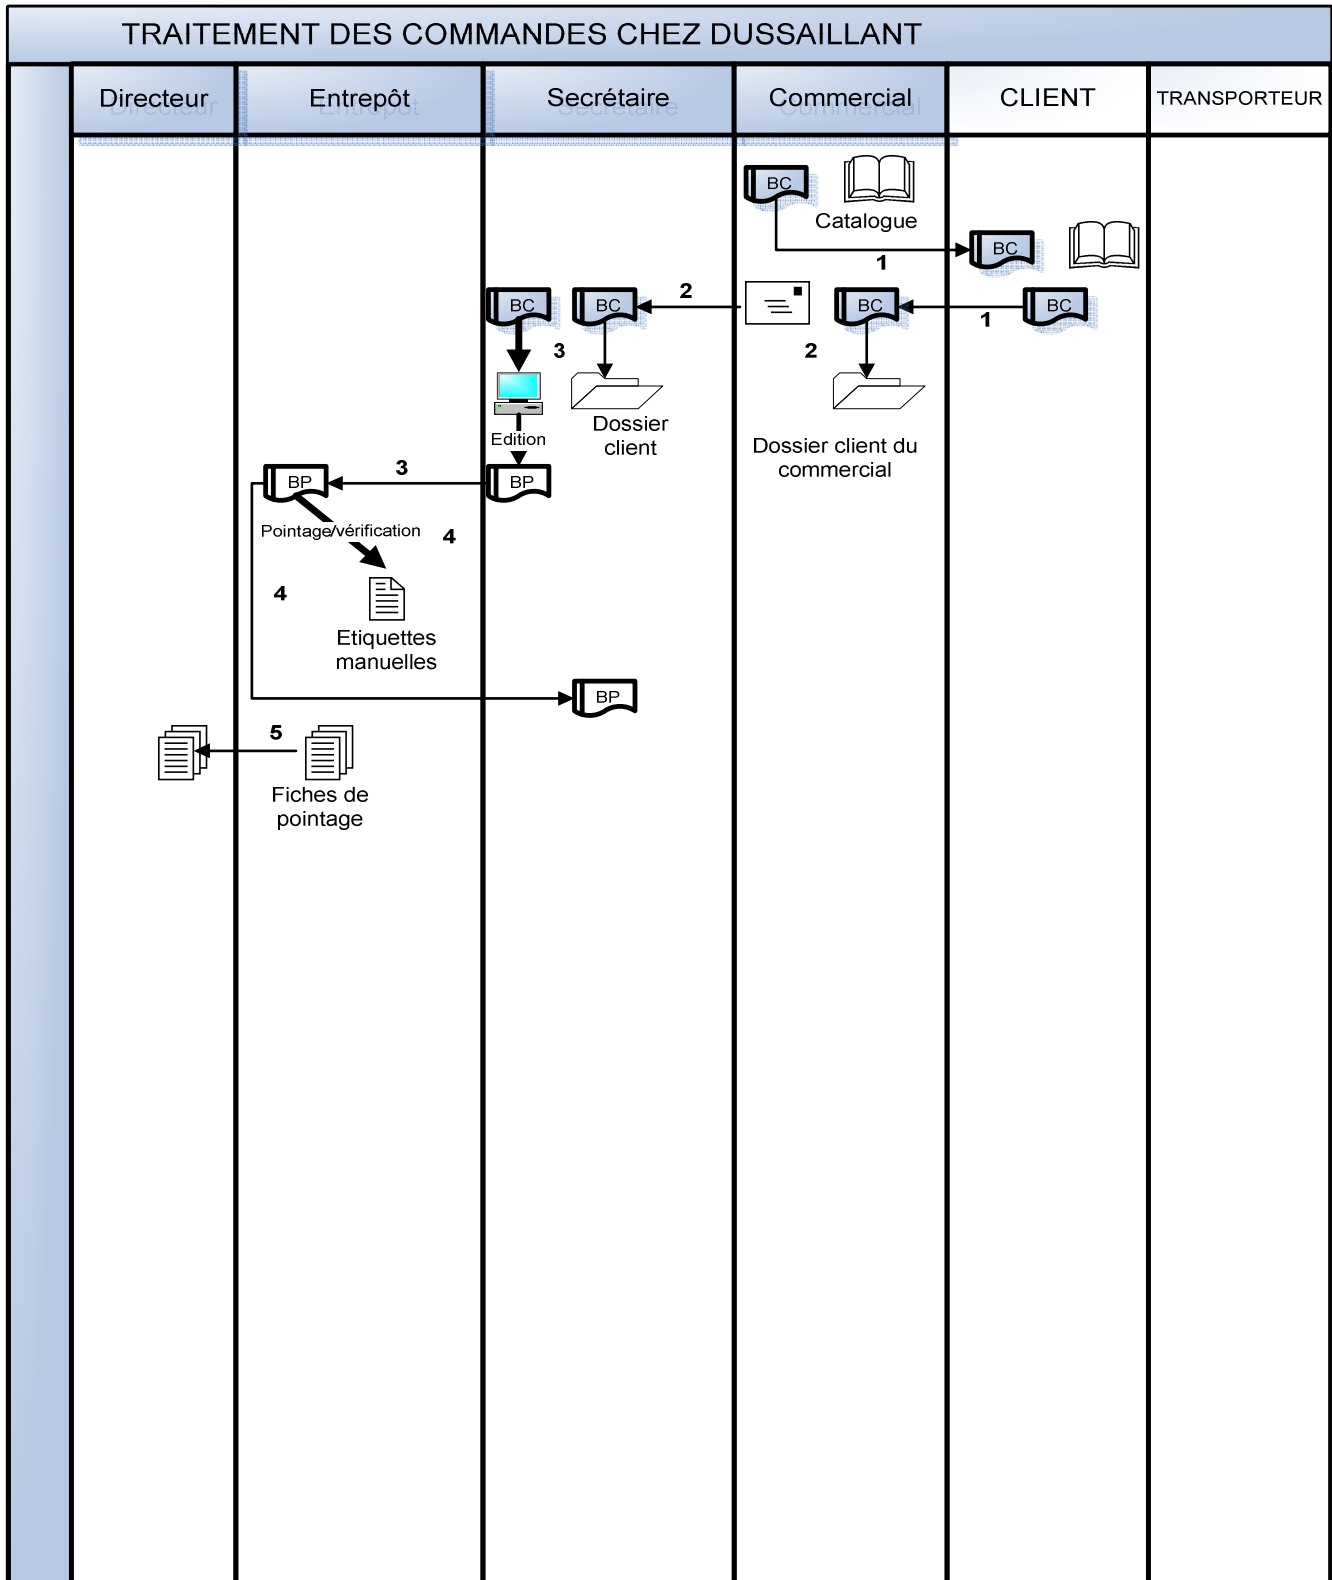 TRAITEMENT DES COMMANDES CHEZ DUSSAILLANT
Directeur
Entrepôt
Secrétaire
Commercial
CLIENT
TRANSPORTEUR
BC
Catalogue
1
BC
BC
BC
2
BC
1
BC
3
2
Edition
Dossier
client
Dossier client du
commercial
BP
3
BP
Pointage/vérification
4
4
Etiquettes
manuelles
BP
5
Fiches de
pointage